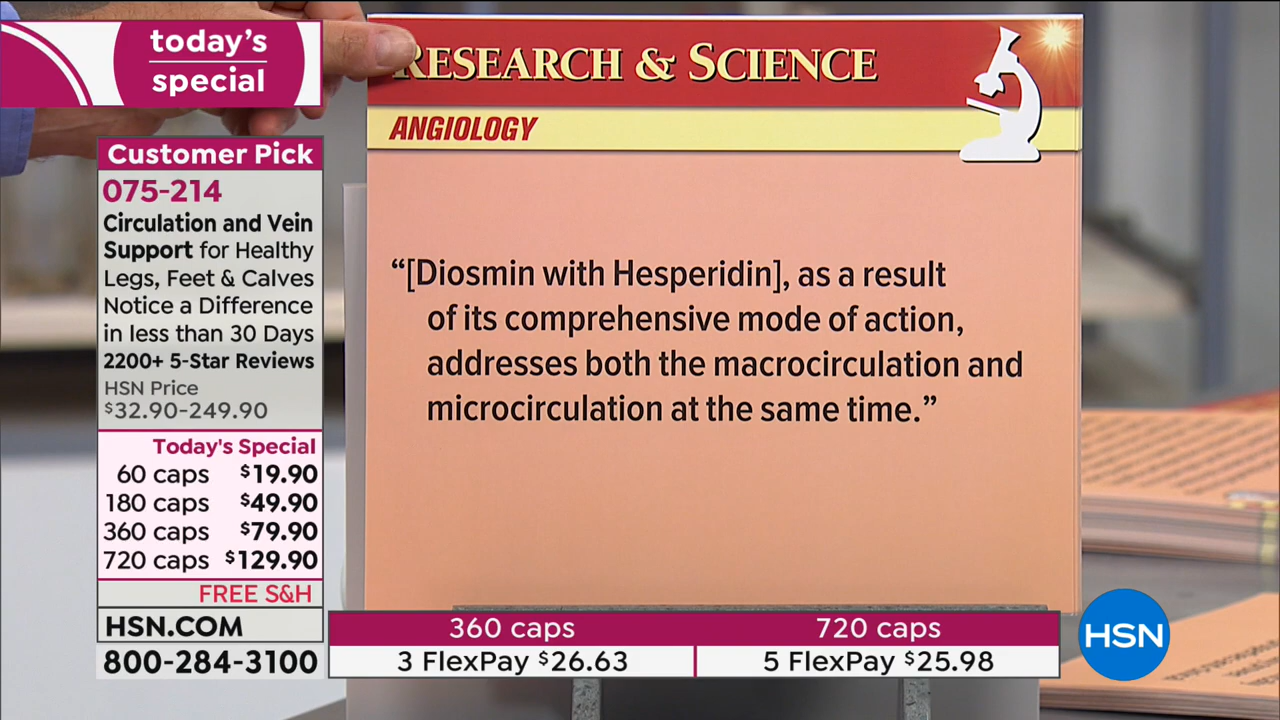 today's
special
Customer Pick
075-214
Circulation and Vein
Support for Healthy
Legs, Feet & Calves
Notice a Difference
in less than 30 Days
2200+ 5-Star Reviews
HSN Price
$32.90-249.90
Today's Special
60 caps $19.90
180 caps $49.90
360 caps $79.90
720 caps $129.90
FREE S&H
HSN.COM
800-284-3100
RESEARCH & SCIENCE
ANGIOLOGY
“[Diosmin with Hesperidin], as a result
of its comprehensive mode of action,
addresses both the macrocirculation and
microcirculation at the same time.”
360 caps 720 caps
3 FlexPay $26.63 5 FlexPay $25.98
HSN